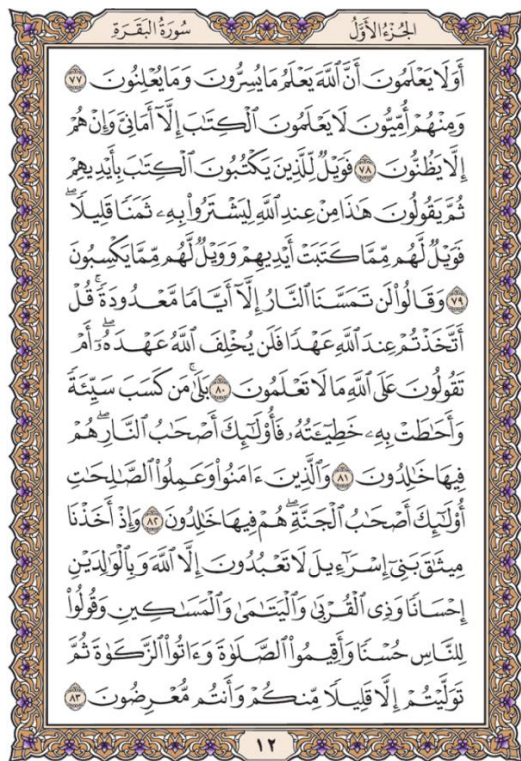 الجُزْءُ الأَوَّلُ
سُورَةُ البَقَرَةِ
أَوَلَا يَعْلَمُونَ أَنَّ ٱللَّهَ يَعْلَمُ مَا يُسِرُّونَ وَمَا يُعْلِنُونَ ٧٧
وَمِنْهُمْ أُمِّيُّونَ لَا يَعْلَمُونَ ٱلْكِتَٰبَ إِلَّآ أَمَانِىَّ وَإِنْ هُمْ
إِلَّا يَظُنُّونَ ٧٨ فَوَيْلٌ لِّلَّذِينَ يَكْتُبُونَ ٱلْكِتَٰبَ بِأَيْدِيهِمْ
ثُمَّ يَقُولُونَ هَٰذَا مِنْ عِندِ ٱللَّهِ لِيَشْتَرُوا۟ بِهِۦ ثَمَنًا قَلِيلًا ۖ
فَوَيْلٌ لَّهُم مِّمَّا كَتَبَتْ أَيْدِيهِمْ وَوَيْلٌ لَّهُم مِّمَّا يَكْسِبُونَ
٧٩ وَقَالُوا۟ لَن تَمَسَّنَا ٱلنَّارُ إِلَّآ أَيَّامًا مَّعْدُودَةً ۚ قُلْ
أَتَّخَذْتُمْ عِندَ ٱللَّهِ عَهْدًا فَلَن يُخْلِفَ ٱللَّهُ عَهْدَهُۥٓ ۖ أَمْ
تَقُولُونَ عَلَى ٱللَّهِ مَا لَا تَعْلَمُونَ ٨٠ بَلَىٰ ۚ مَن كَسَبَ سَيِّئَةً
وَأَحَٰطَتْ بِهِۦ خَطِيٓـَٔتُهُۥ فَأُو۟لَٰٓئِكَ أَصْحَٰبُ ٱلنَّارِ ۖ هُمْ
فِيهَا خَٰلِدُونَ ٨١ وَٱلَّذِينَ ءَامَنُوا۟ وَعَمِلُوا۟ ٱلصَّٰلِحَٰتِ
أُو۟لَٰٓئِكَ أَصْحَٰبُ ٱلْجَنَّةِ ۖ هُمْ فِيهَا خَٰلِدُونَ ٨٢ وَإِذْ أَخَذْنَا
مِيثَٰقَ بَنِىٓ إِسْرَٰٓءِيلَ لَا تَعْبُدُونَ إِلَّا ٱللَّهَ وَبِٱلْوَٰلِدَيْنِ
إِحْسَانًا وَذِى ٱلْقُرْبَىٰ وَٱلْيَتَٰمَىٰ وَٱلْمَسَٰكِينِ وَقُولُوا۟
لِلنَّاسِ حُسْنًا وَأَقِيمُوا۟ ٱلصَّلَوٰةَ وَءَاتُوا۟ ٱلزَّكَوٰةَ ثُمَّ
تَوَلَّيْتُمْ إِلَّا قَلِيلًا مِّنكُمْ وَأَنتُم مُّعْرِضُونَ ٨٣
١٢